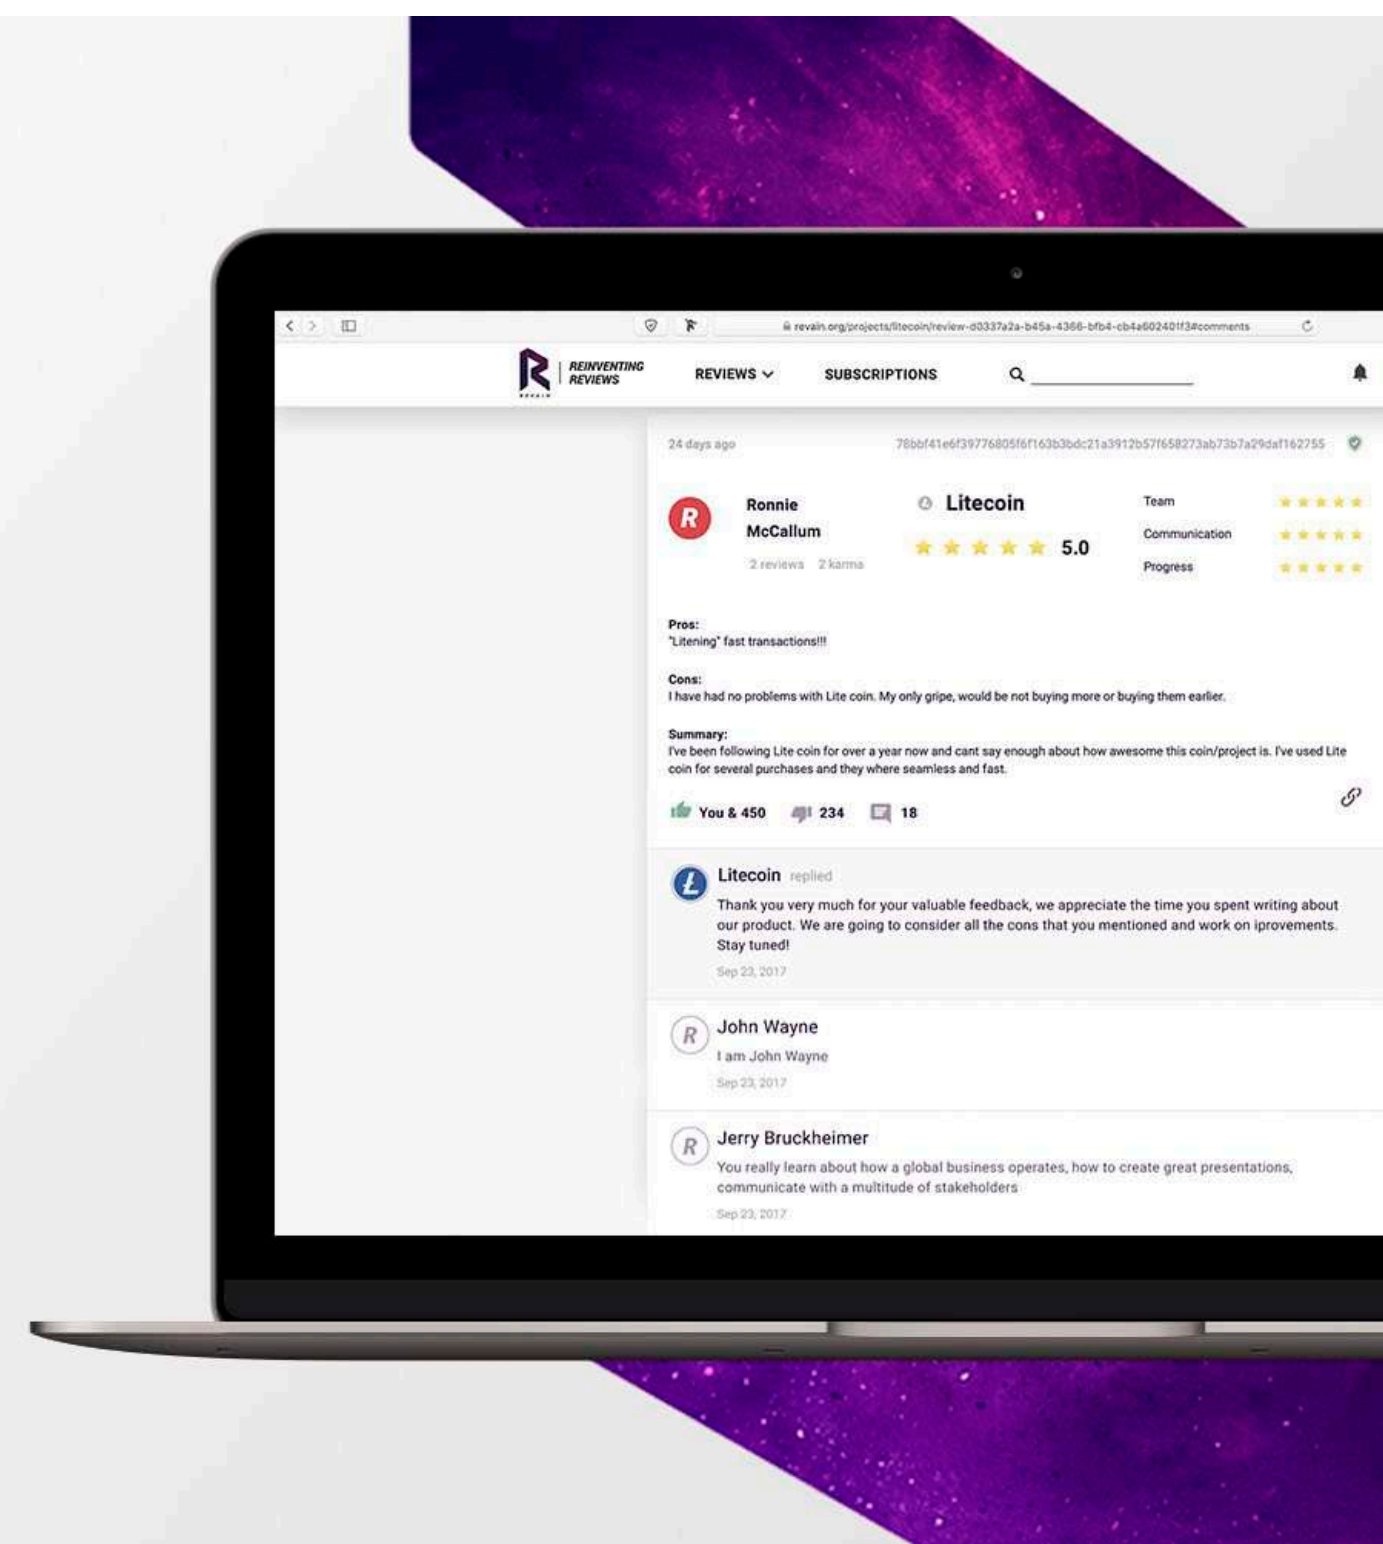 revain.org/projects/litecoin/review-d0337a2a-b45a-4366-bfb4-cb4a602401f3#comments
REINVENTING
REVIEWS
REVAIN
REVIEWS
SUBSCRIPTIONS
24 days ago
78bbf41e6f39776805f6f163b3bdc21a3912b57f658273ab73b7a29daf162755
Ronnie
McCallum
2 reviews 2 karma
Litecoin
5.0
Team
Communication
Progress
Pros:
"Litening" fast transactions!!!
Cons:
I have had no problems with Lite coin. My only gripe, would be not buying more or buying them earlier.
Summary:
I've been following Lite coin for over a year now and cant say enough about how awesome this coin/project is. I've used Lite
coin for several purchases and they where seamless and fast.
You & 450 234 18
Litecoin replied
Thank you very much for your valuable feedback, we appreciate the time you spent writing about
our product. We are going to consider all the cons that you mentioned and work on iprovements.
Stay tuned!
Sep 23, 2017
R
John Wayne
I am John Wayne
Sep 23, 2017
R
Jerry Bruckheimer
You really learn about how a global business operates, how to create great presentations,
communicate with a multitude of stakeholders
Sep 23, 2017